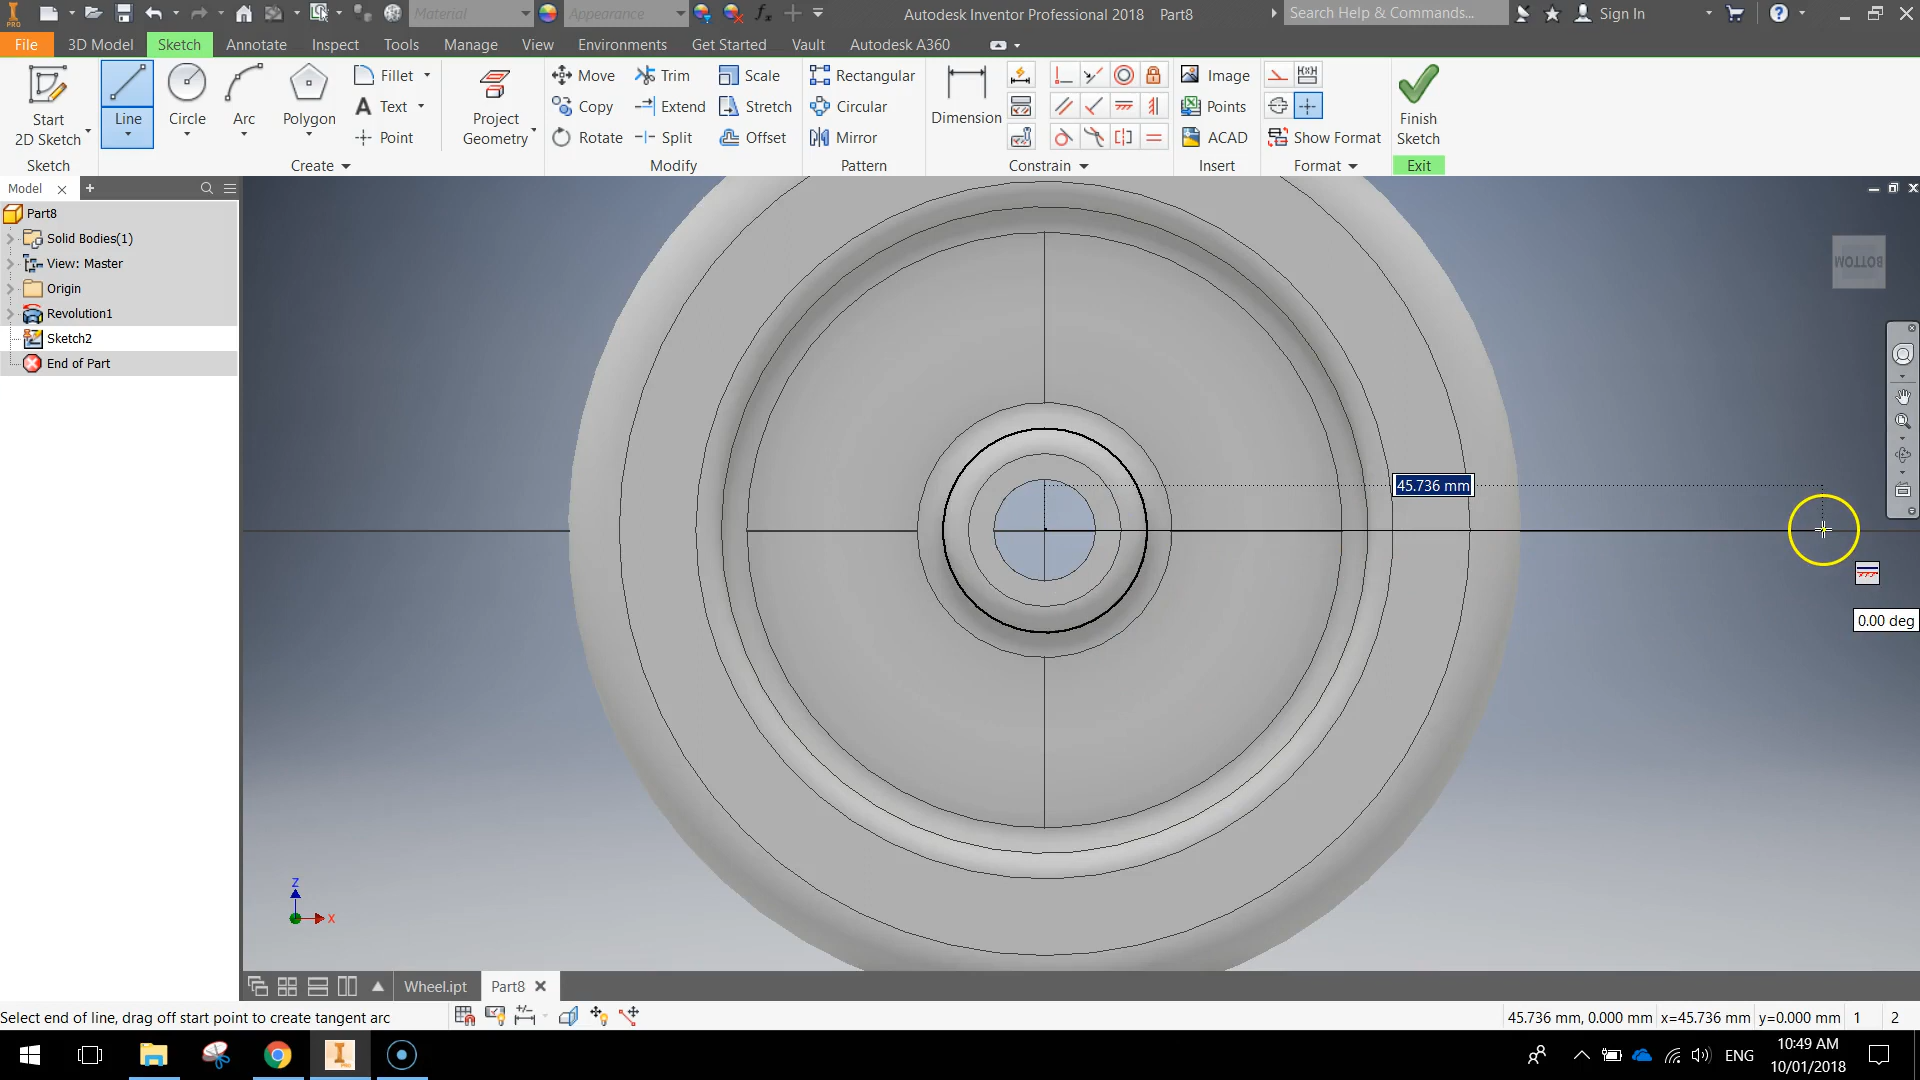 PRO
Material
Appearance
Autodesk Inventor Professional 2018 Part8
Search Help & Commands...
Sign In
File
3D Model
Sketch
Annotate
Inspect
Tools
Manage
View
Environments
Get Started
Vault
Autodesk A360
Start
2D Sketch
Line
Circle
Arc
Polygon
Fillet
Text
Point
Project
Geometry
Move
Copy
Rotate
Trim
Extend
Split
Scale
Stretch
Offset
Rectangular
Circular
Mirror
Dimension
Image
Points
ACAD
Show Format
Finish
Sketch
Sketch
Create
Modify
Pattern
Constrain
Insert
Format
Exit
Model
Part8
Solid Bodies(1)
View: Master
Origin
Revolution1
Sketch2
End of Part
BOTTOM
45.736 mm
0.00 deg
Z
X
Wheel.ipt
Part8
Select end of line, drag off start point to create tangent arc
45.736 mm, 0.000 mm x=45.736 mm y=0.000 mm 1 2
ENG
10:49 AM
10/01/2018